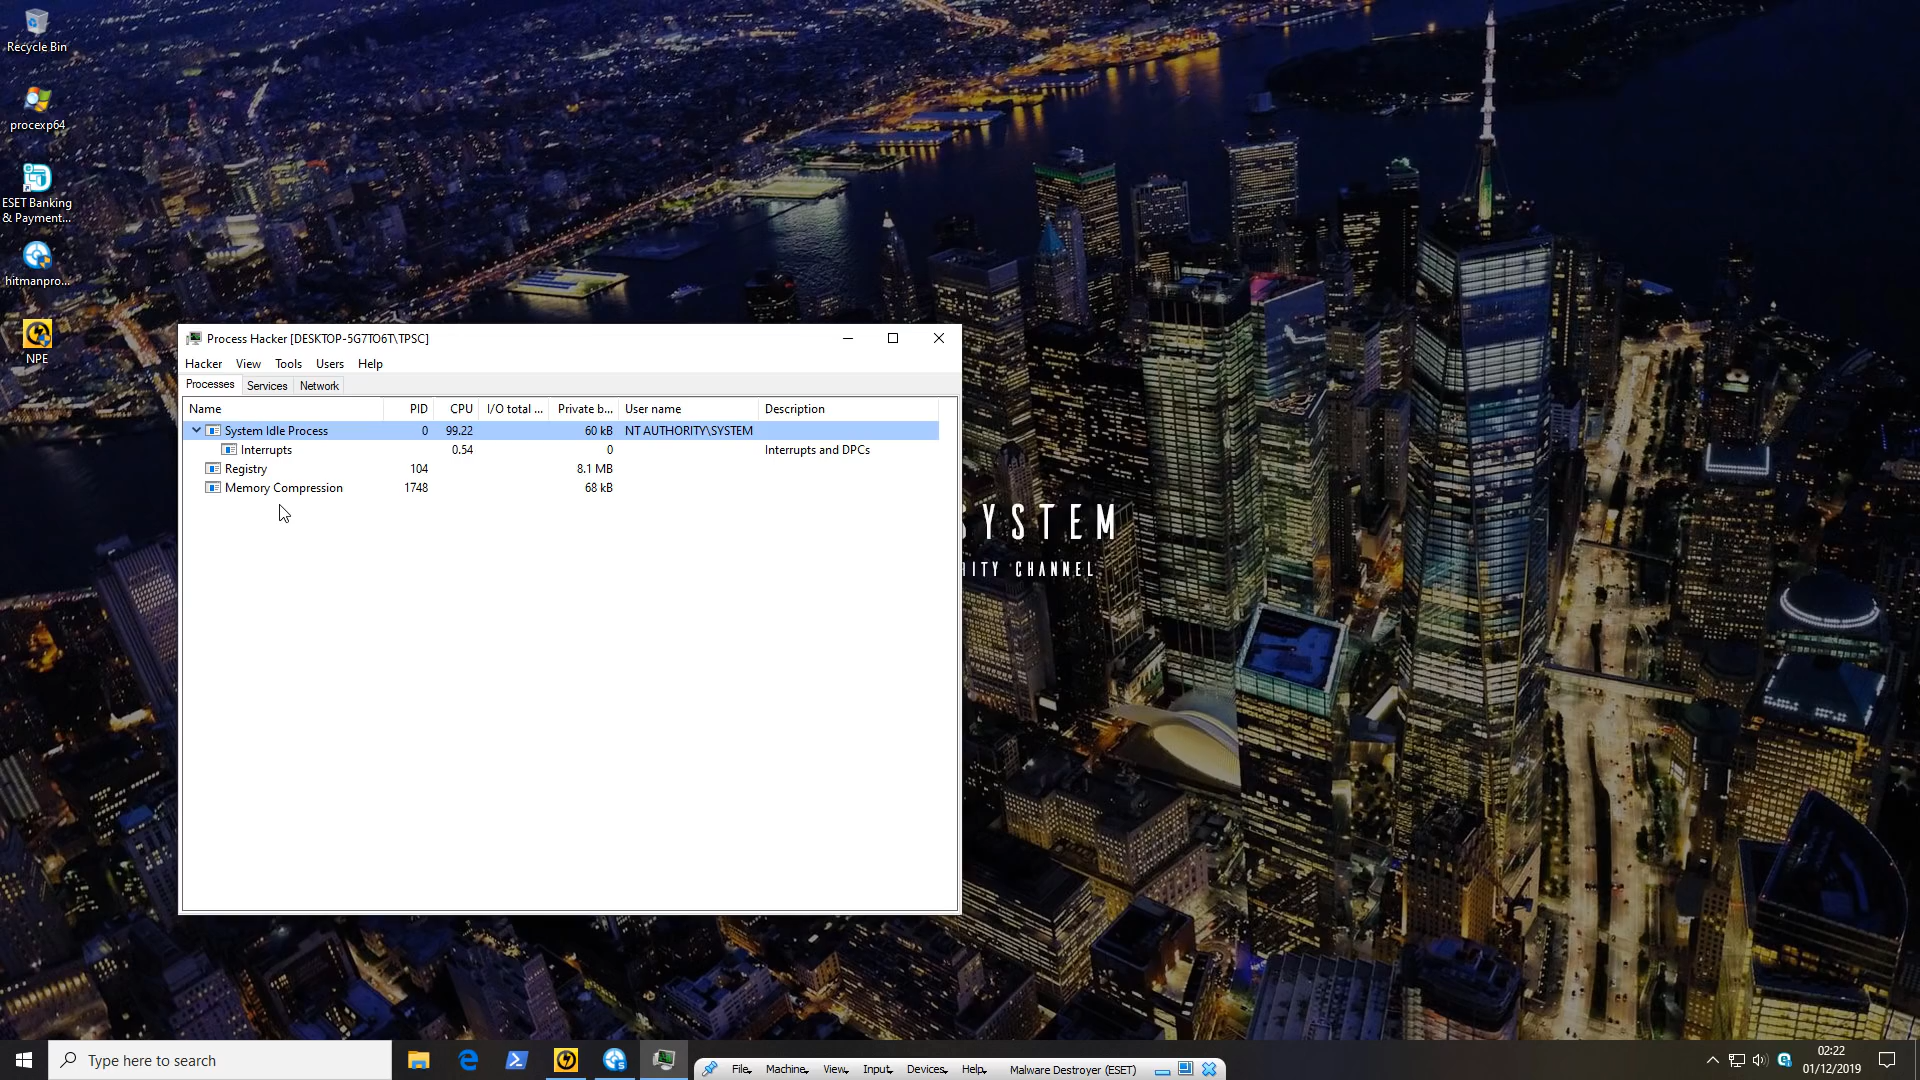 Recycle Bin
procexp64
ESET Banking
& Payment...
hitmanpro...
NPE
Process Hacker [DESKTOP-5G7TO6T\TPSC]
Hacker View Tools Users Help
Processes Services Network
Name PID CPU I/O total ... Private b... User name Description
System Idle Process 0 99.22 60 kB NT AUTHORITY\SYSTEM
Interrupts 0.54 0 Interrupts and DPCs
Registry 104 8.1 MB
Memory Compression 1748 68 kB
SYSTEM
RITY CHANNEL
Type here to search
File Machine View Input Devices Help Malware Destroyer (ESET)
02:22
01/12/2019